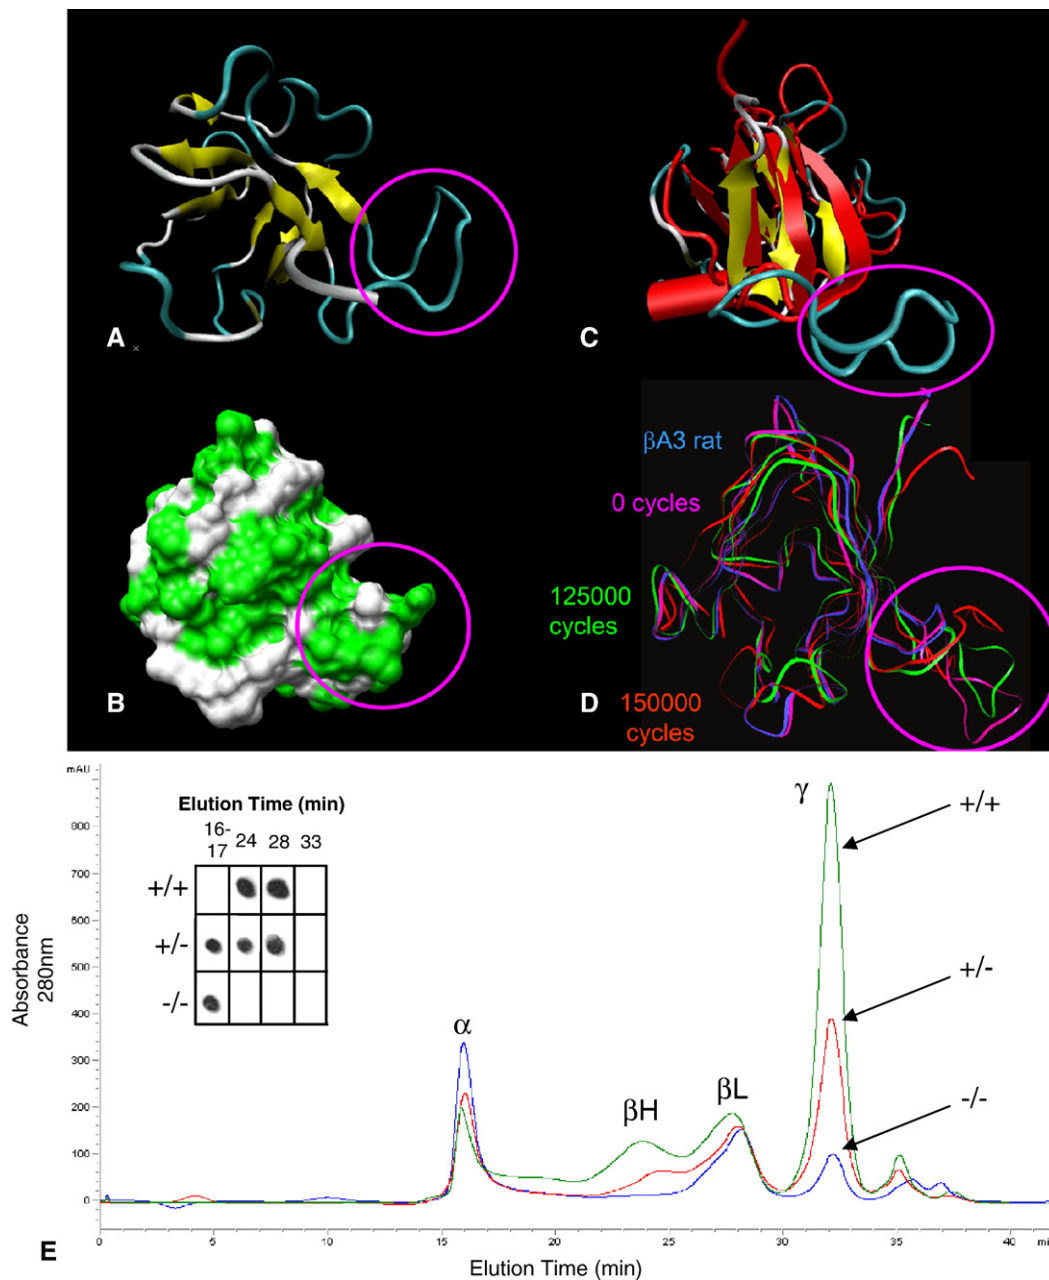 A
×
C
B
βA3 rat
0 cycles
125000
cycles
D
150000
cycles
E
mAU
Elution Time (min)
16-
17
24
28
33
+/+
+/-
-/-
α
βH
βL
γ
+/+
+/-
-/-
Absorbance
280nm
800
700
600
500
400
300
200
100
0
0
5
10
15
20
25
30
35
40
mi
Elution Time (min)